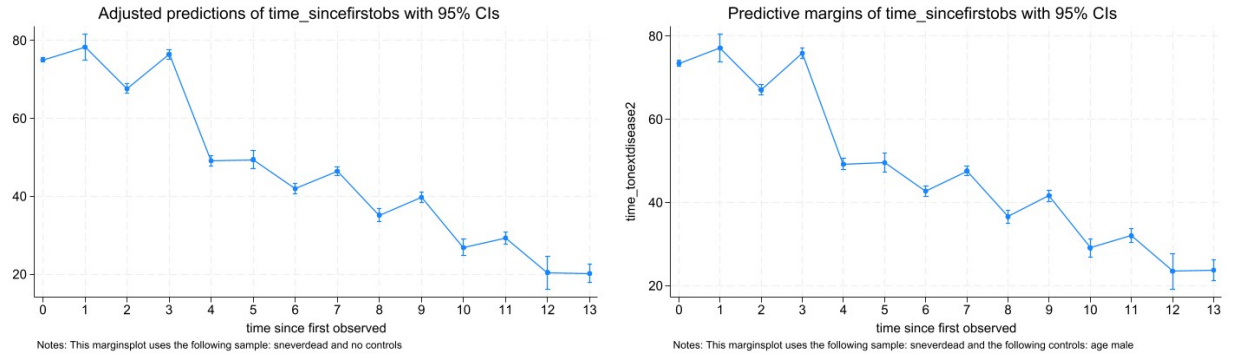 Adjusted predictions of time_sincefirstobs with 95% CIs
80
60
40
20
0 1 2 3 4 5 6 7 8 9 10 11 12 13
time since first observed
Notes: This marginsplot uses the following sample: sneverdead and no controls
Predictive margins of time_sincefirstobs with 95% CIs
time_tonextdisease2
80
60
40
20
0 1 2 3 4 5 6 7 8 9 10 11 12 13
time since first observed
Notes: This marginsplot uses the following sample: sneverdead and the following controls: age male